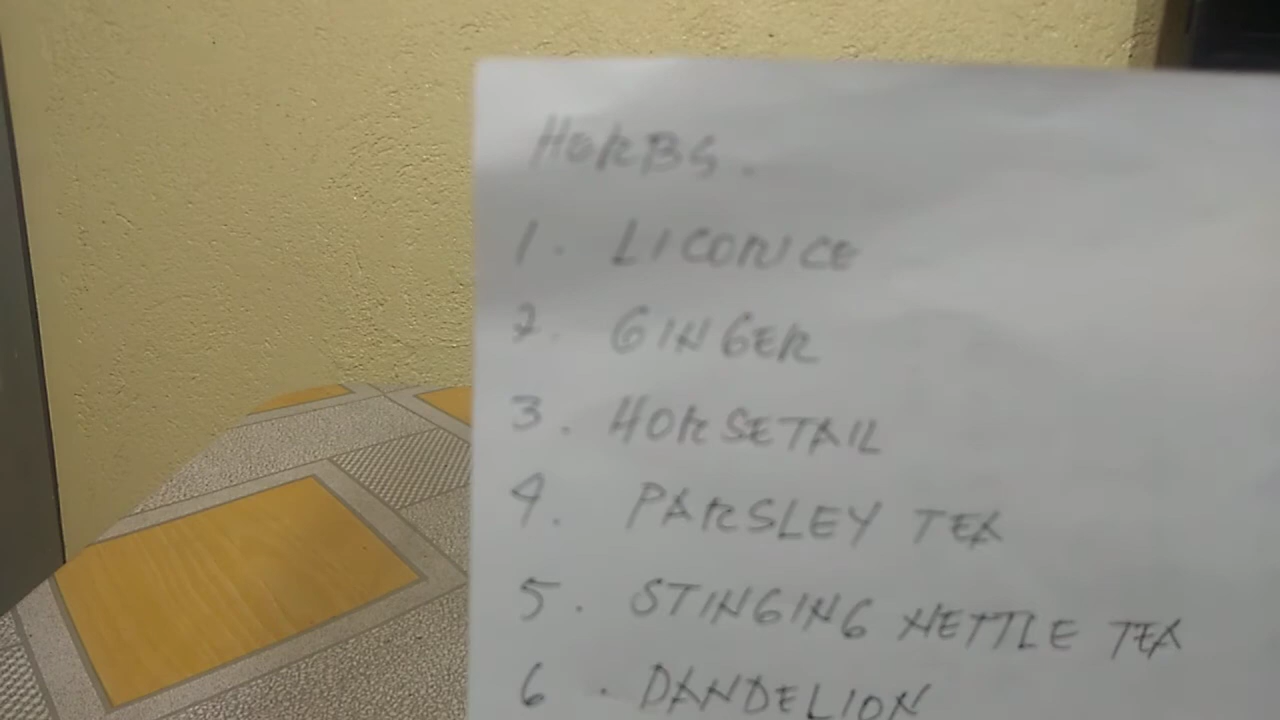 HERBS.
1. LICORICE
2. GINGER
3. HORSETAIL
4. PARSLEY TEA
5. STINGING NETTLE TEA
6. DANDELION